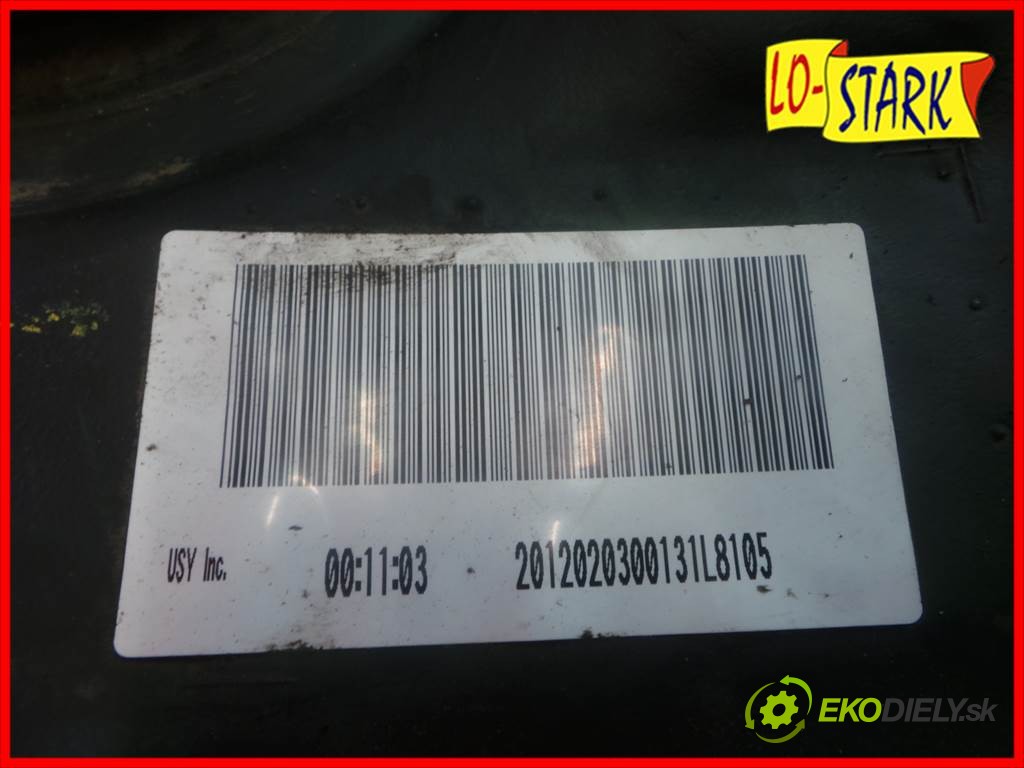 LO-STARK
USY Inc. 00:11:03 2012020300131L8105
EKODIELY.sk